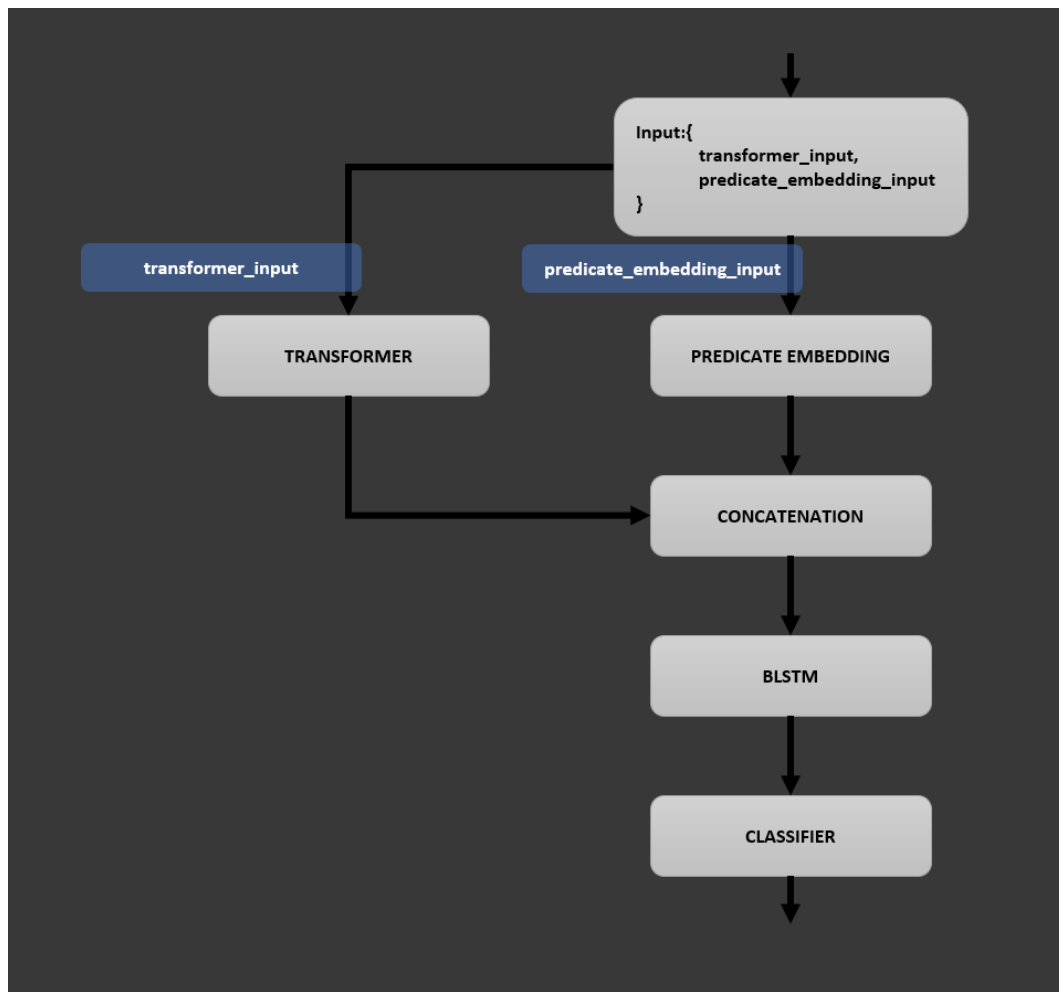 Input:{
transformer_input,
predicate_embedding_input
}
transformer_input
predicate_embedding_input
TRANSFORMER
PREDICATE EMBEDDING
CONCATENATION
BLSTM
CLASSIFIER